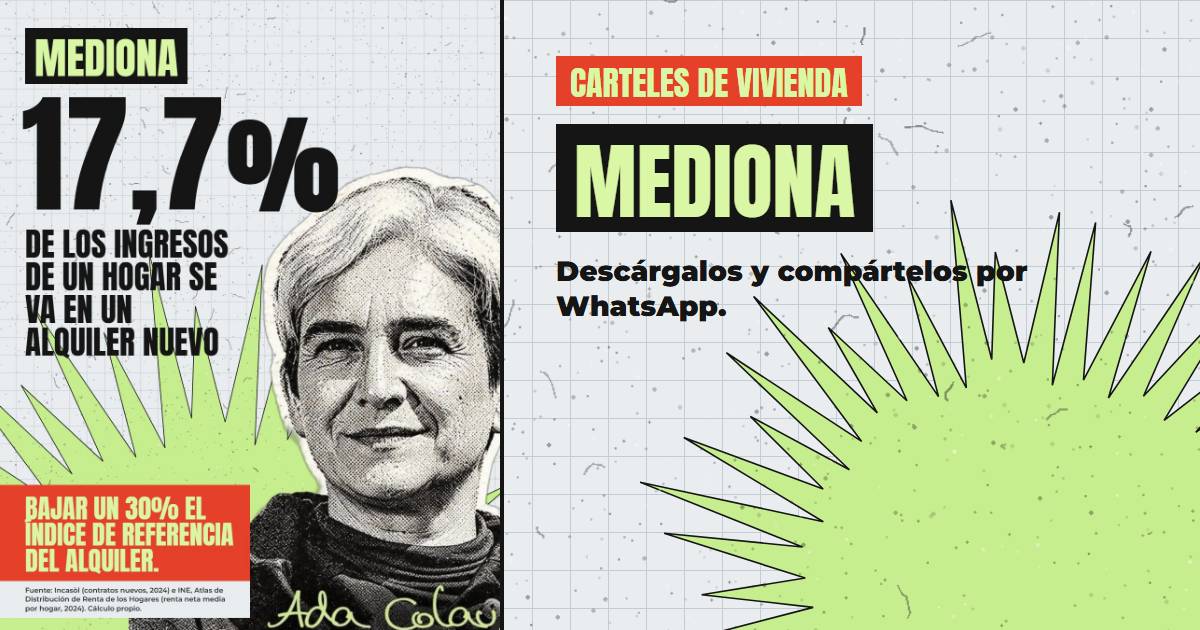 MEDIONA
17,7%
DE LOS INGRESOS
DE UN HOGAR SE
VA EN UN
ALQUILER NUEVO
BAJAR UN 30% EL
ÍNDICE DE REFERENCIA
DEL ALQUILER.
Fuente: Incasòl (contratos nuevos, 2024) e INE, Atlas de
Distribución de Renta de los Hogares (renta neta media
por hogar, 2024). Cálculo propio.
Ada Colau
CARTELES DE VIVIENDA
MEDIONA
Descárgalos y compártelos por
WhatsApp.